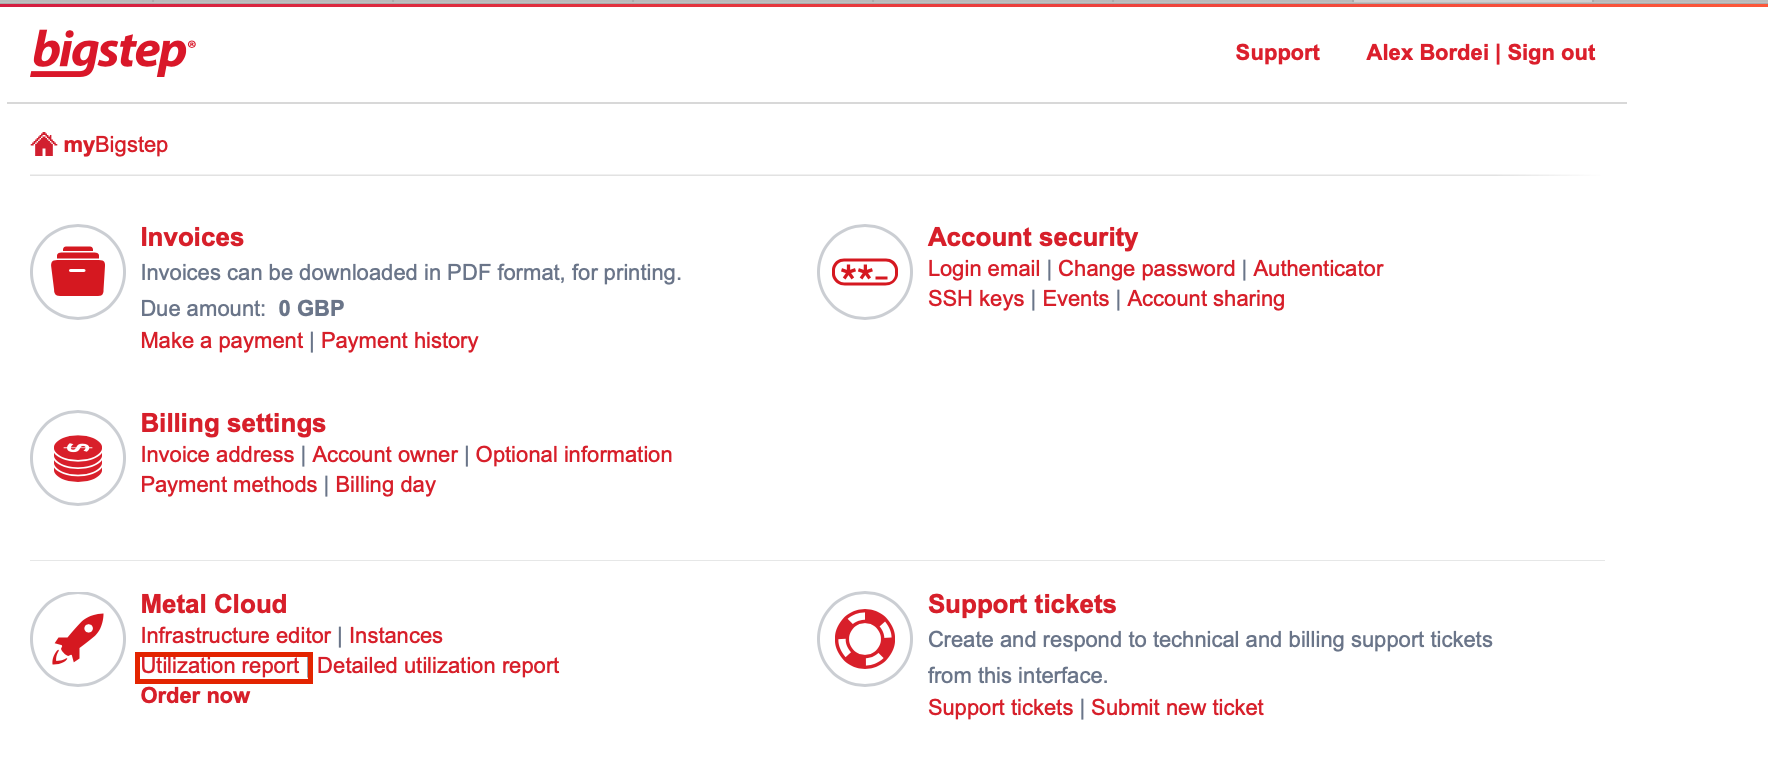 bigstep®
Support Alex Bordei | Sign out
myBigstep
Invoices
Invoices can be downloaded in PDF format, for printing.
Due amount: 0 GBP
Make a payment | Payment history
Account security
Login email | Change password | Authenticator
SSH keys | Events | Account sharing
Billing settings
Invoice address | Account owner | Optional information
Payment methods | Billing day
Metal Cloud
Infrastructure editor | Instances
Utilization report Detailed utilization report
Order now
Support tickets
Create and respond to technical and billing support tickets
from this interface.
Support tickets | Submit new ticket